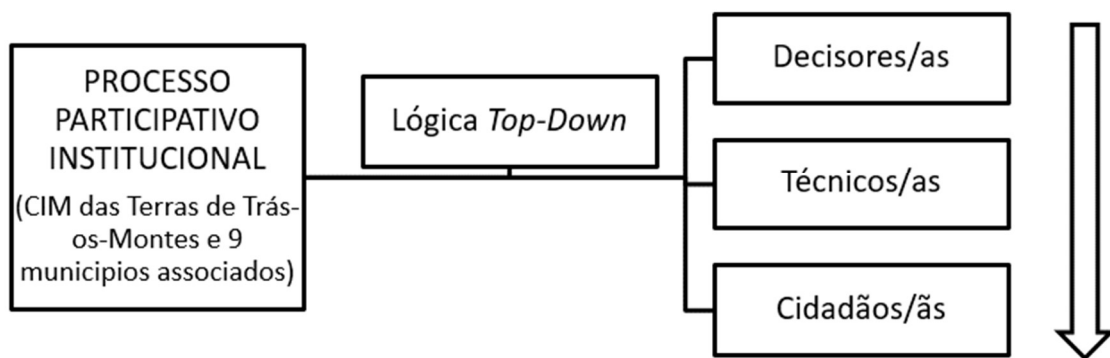 PROCESSO
PARTICIPATIVO
INSTITUCIONAL
(CIM das Terras de Trás-
os-Montes e 9
municipios associados)
Lógica Top-Down
Decisores/as
Técnicos/as
Cidadãos/ãs